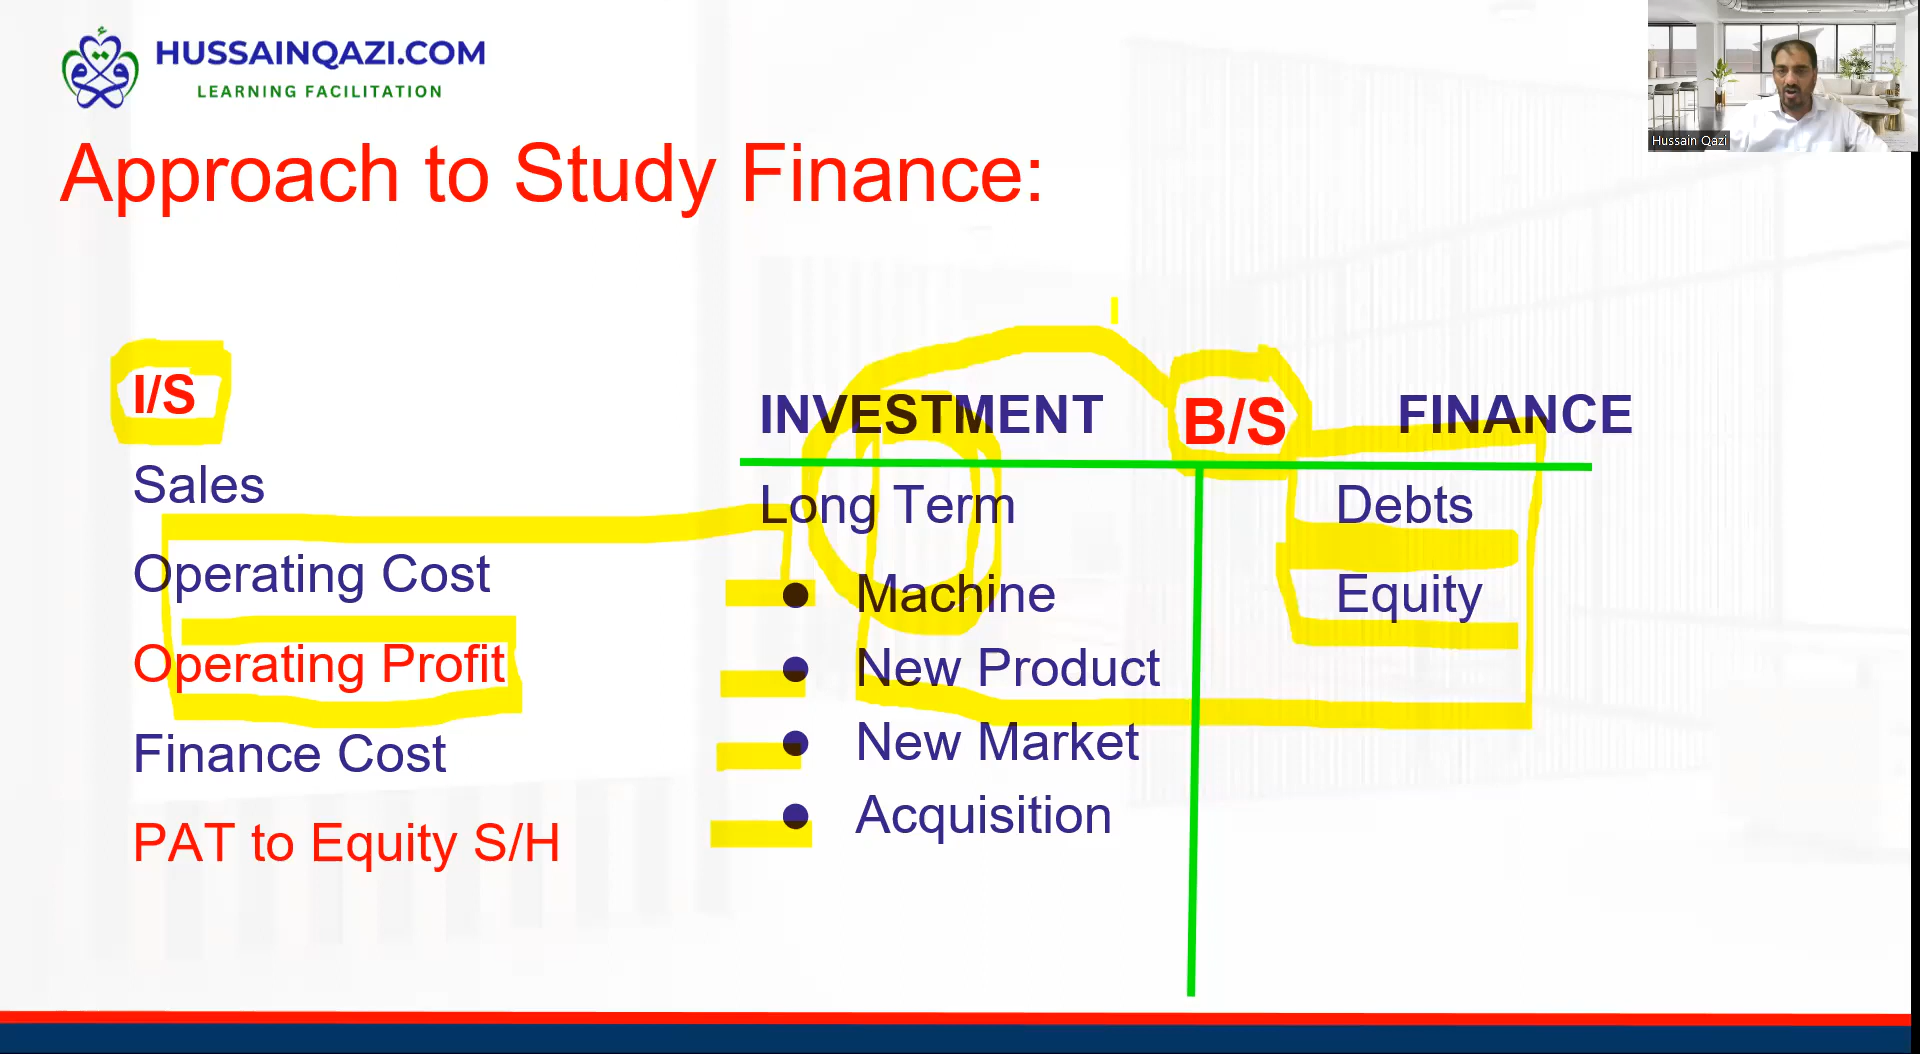 HUSSAINQAZI.COM
LEARNING FACILITATION
Hussain Qazi
Approach to Study Finance:
I/S
Sales
Operating Cost
Operating Profit
Finance Cost
PAT to Equity S/H
INVESTMENT B/S FINANCE
Long Term
● Machine
● New Product
● New Market
● Acquisition
Debts
Equity